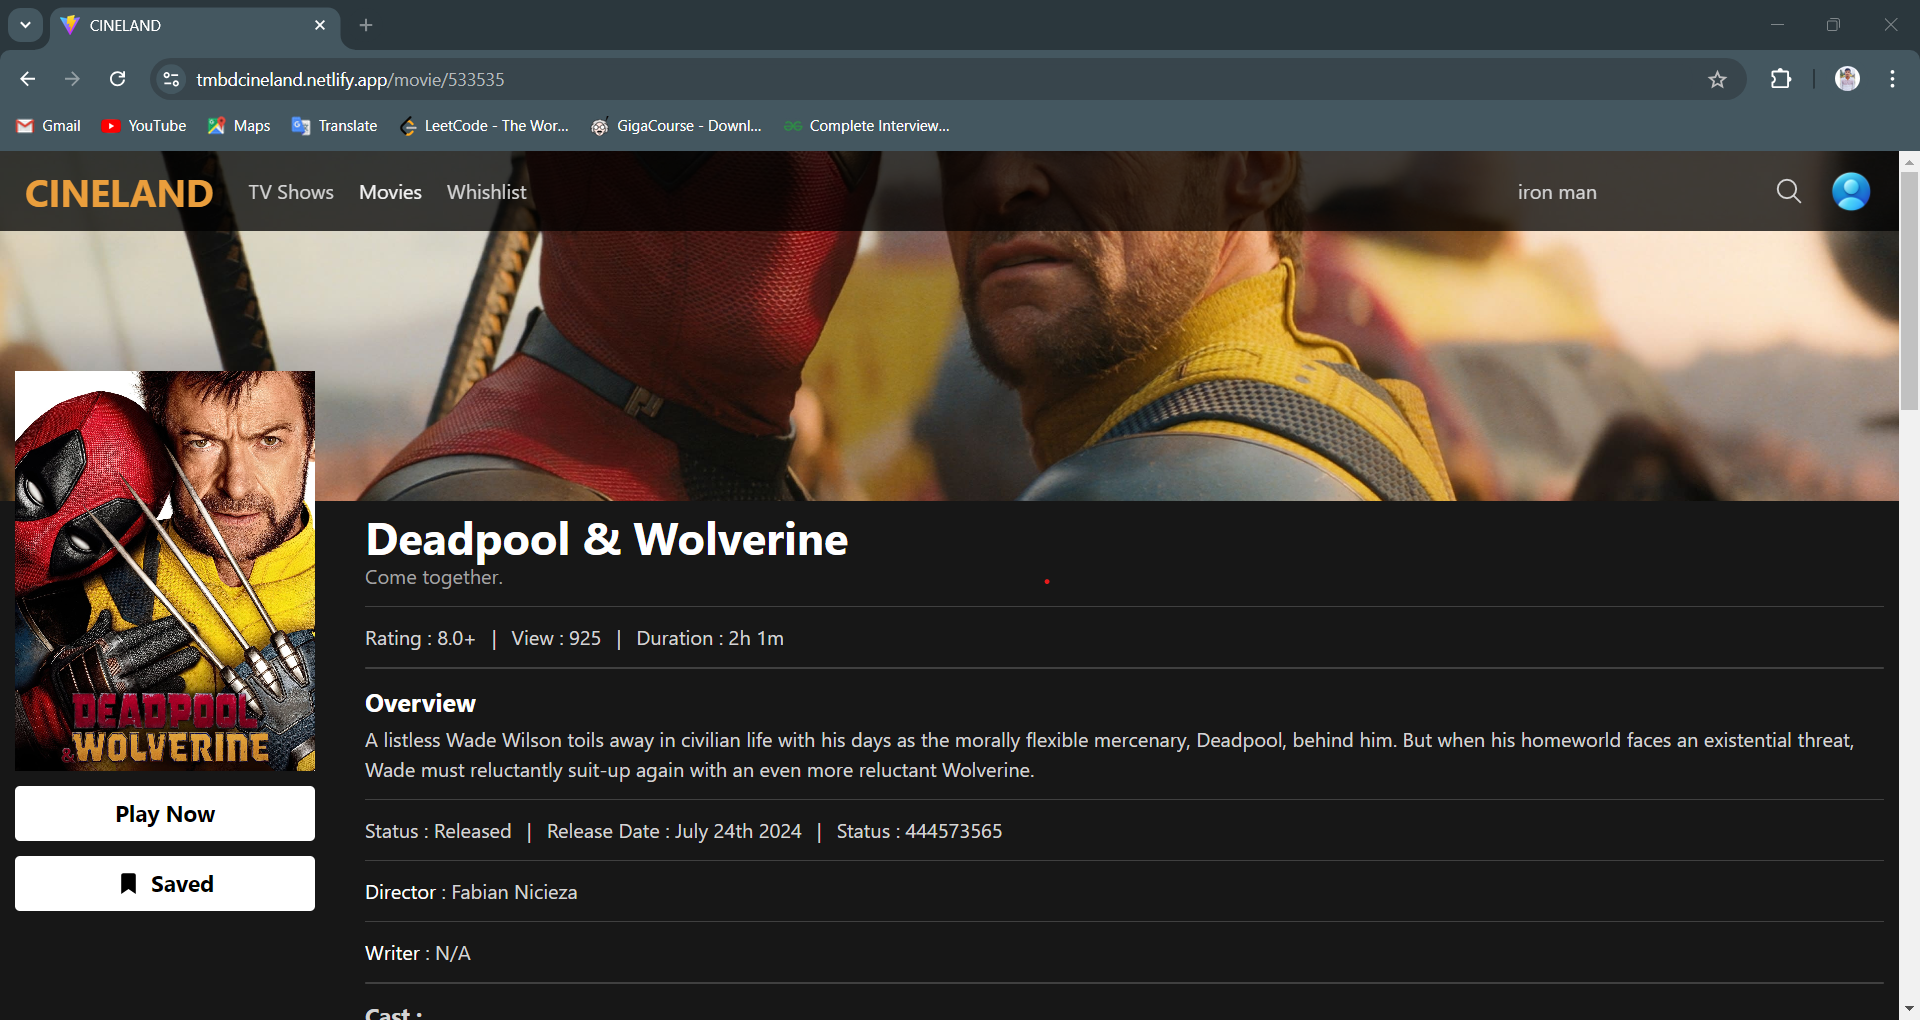 CINELAND
tmbdcineland.netlify.app/movie/533535
Gmail YouTube Maps Translate LeetCode - The Wor... GigaCourse - Downl... Complete Interview...
CINELAND TV Shows Movies Whishlist iron man
DEADPOOL
& WOLVERINE
Play Now
Saved
Deadpool & Wolverine
Come together.
Rating : 8.0+ | View : 925 | Duration : 2h 1m
Overview
A listless Wade Wilson toils away in civilian life with his days as the morally flexible mercenary, Deadpool, behind him. But when his homeworld faces an existential threat,
Wade must reluctantly suit-up again with an even more reluctant Wolverine.
Status : Released | Release Date : July 24th 2024 | Status : 444573565
Director : Fabian Nicieza
Writer : N/A
Cast :